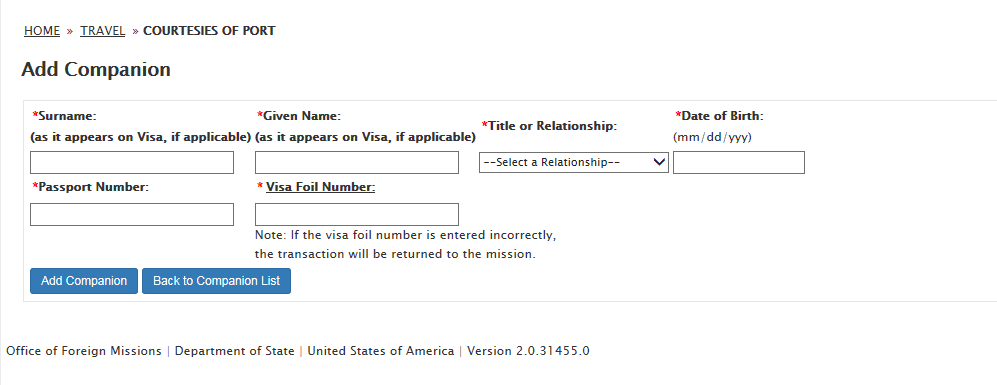 HOME » TRAVEL » COURTESIES OF PORT
Add Companion
*Surname:
(as it appears on Visa, if applicable)
*Given Name:
(as it appears on Visa, if applicable)
*Title or Relationship:
--Select a Relationship--
*Date of Birth:
(mm/dd/yyy)
*Passport Number:
* Visa Foil Number:
Note: If the visa foil number is entered incorrectly,
the transaction will be returned to the mission.
Add Companion Back to Companion List
Office of Foreign Missions | Department of State | United States of America | Version 2.0.31455.0